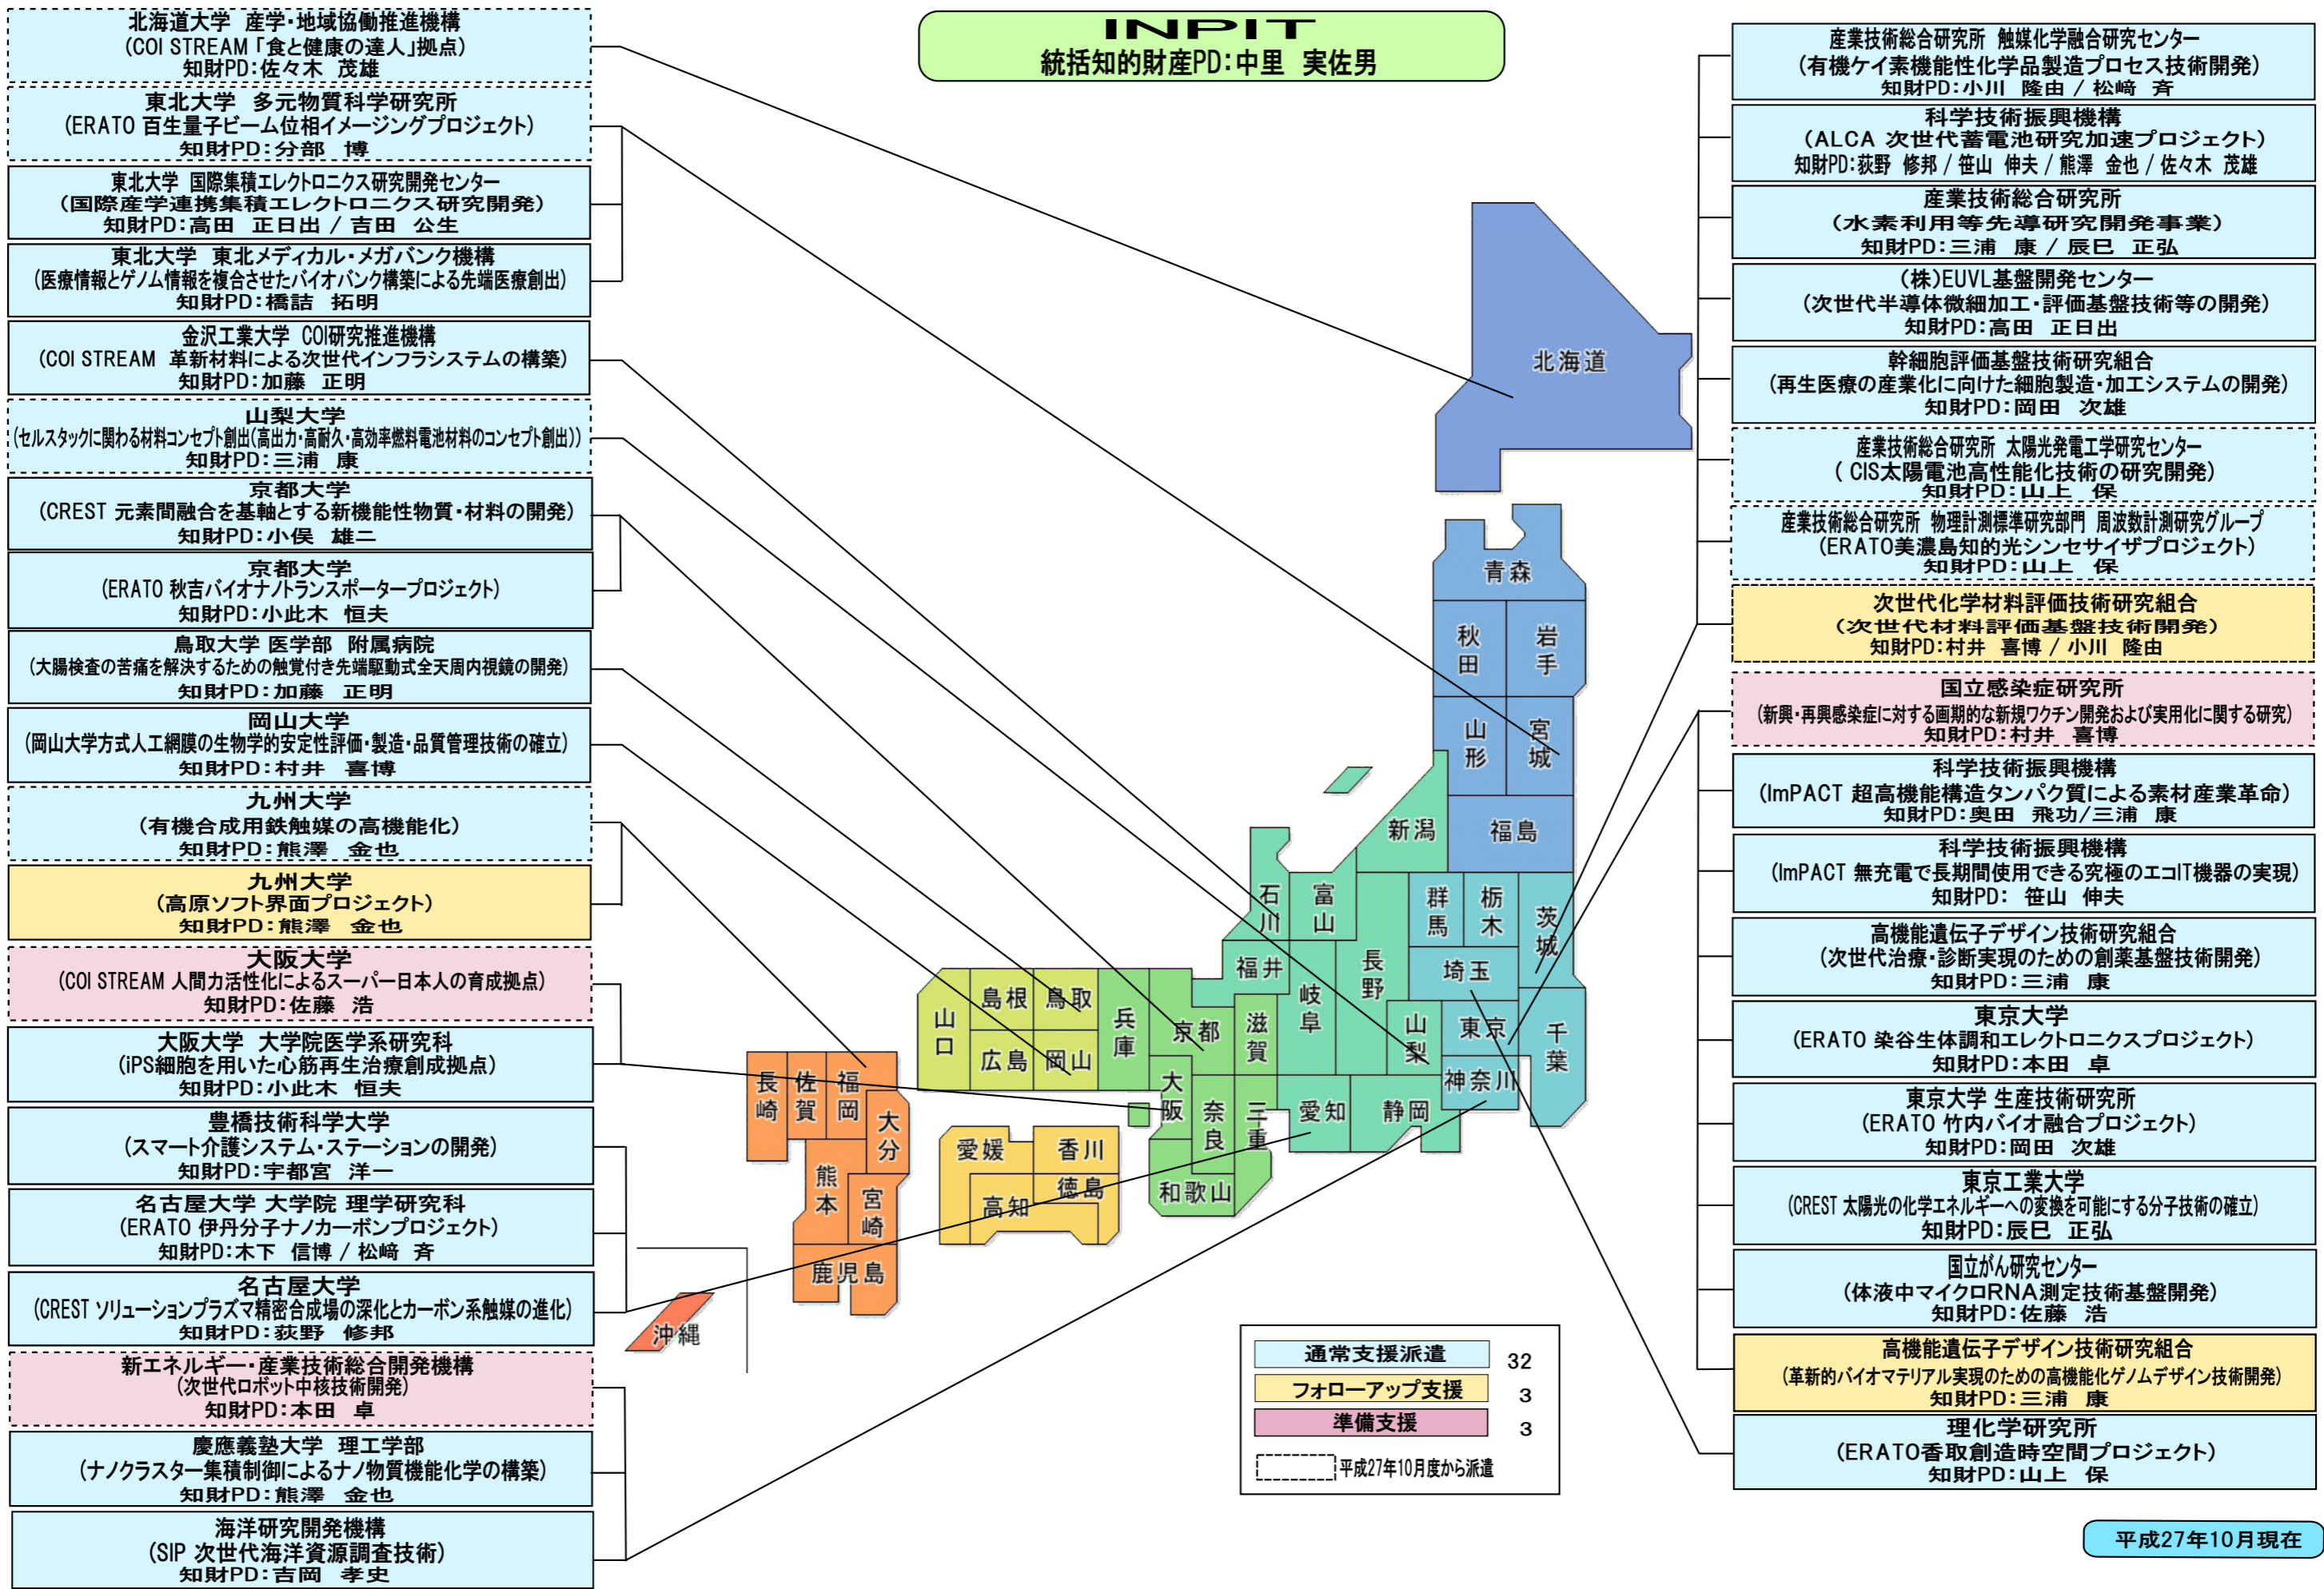 INPIT
統括知的財産PD：中里　実佐男
北海道大学 産学・地域協働推進機構
（COI STREAM「食と健康の達人」拠点）
知財PD：佐々木 茂雄
東北大学 多元物質科学研究所
（ERATO 百生量子ビーム位相イメージングプロジェクト）
知財PD：分部 博
東北大学 国際集積エレクトロニクス研究開発センター
（国際産学連携集積エレクトロニクス研究開発）
知財PD：高田 正日出 / 吉田 公生
東北大学 東北メディカル・メガバンク機構
（医療情報とゲノム情報を複合させたバイオバンク構築による先端医療創出）
知財PD：橋詰 拓明
金沢工業大学 COI研究推進機構
（COI STREAM 革新材料による次世代インフラシステムの構築）
知財PD：加藤 正明
山梨大学
（セルスタックに関わる材料コンセプト創出（高出力・高耐久・高効率燃料電池材料のコンセプト創出））
知財PD：三浦 康
京都大学
（CREST 元素間融合を基軸とする新機能性物質・材料の開発）
知財PD：小俣 雄二
京都大学
（ERATO 秋吉バイオナノトランスポータープロジェクト）
知財PD：小此木 恒夫
鳥取大学 医学部 附属病院
（大腸検査の苦痛を解決するための触覚付き先端駆動式全天周内視鏡の開発）
知財PD：加藤 正明
岡山大学
（岡山大学方式人工網膜の生物学的安定性評価・製造・品質管理技術の確立）
知財PD：村井 喜博
九州大学
（有機合成用鉄触媒の高機能化）
知財PD：熊澤 金也
九州大学
（高原ソフト界面プロジェクト）
知財PD：熊澤 金也
大阪大学
（COI STREAM 人間力活性化によるスーパー日本人の育成拠点）
知財PD：佐藤 浩
大阪大学 大学院医学系研究科
（iPS細胞を用いた心筋再生治療創成拠点）
知財PD：小此木 恒夫
豊橋技術科学大学
（スマート介護システム・ステーションの開発）
知財PD：宇都宮 洋一
名古屋大学 大学院 理学研究科
（ERATO 伊丹分子ナノカーボンプロジェクト）
知財PD：木下 信博 / 松﨑 斉
名古屋大学
（CREST ソリューションプラズマ精密合成場の深化とカーボン系触媒の進化）
知財PD：荻野 修邦
新エネルギー・産業技術総合開発機構
（次世代ロボット中核技術開発）
知財PD：本田 卓
慶應義塾大学 理工学部
（ナノクラスター集積制御によるナノ物質機能化学の構築）
知財PD：熊澤 金也
海洋研究開発機構
（SIP 次世代海洋資源調査技術）
知財PD：吉岡 孝史
北海道
青森
秋田
岩手
山形
宮城
新潟
福島
石川
富山
群馬
栃木
茨城
福井
長野
埼玉
岐阜
山梨
東京
千葉
神奈川
山口
島根
鳥取
兵庫
京都
滋賀
広島
岡山
大阪
奈良
三重
愛知
静岡
和歌山
長崎
佐賀
福岡
大分
熊本
宮崎
鹿児島
愛媛
香川
高知
徳島
沖縄
通常支援派遣 32
フォローアップ支援 3
準備支援 3
平成27年10月度から派遣
産業技術総合研究所 触媒化学融合研究センター
（有機ケイ素機能性化学品製造プロセス技術開発）
知財PD：小川 隆由 / 松﨑 斉
科学技術振興機構
（ALCA 次世代蓄電池研究加速プロジェクト）
知財PD：荻野 修邦 / 笹山 伸夫 / 熊澤 金也 / 佐々木 茂雄
産業技術総合研究所
（水素利用等先導研究開発事業）
知財PD：三浦 康 / 辰巳 正弘
（株）EUVL基盤開発センター
（次世代半導体微細加工・評価基盤技術等の開発）
知財PD：高田 正日出
幹細胞評価基盤技術研究組合
（再生医療の産業化に向けた細胞製造・加工システムの開発）
知財PD：岡田 次雄
産業技術総合研究所 太陽光発電工学研究センター
（ CIS太陽電池高性能化技術の研究開発）
知財PD：山上 保
産業技術総合研究所 物理計測標準研究部門 周波数計測研究グループ
（ERATO美濃島知的光シンセサイザプロジェクト）
知財PD：山上 保
次世代化学材料評価技術研究組合
（次世代材料評価基盤技術開発）
知財PD：村井 喜博 / 小川 隆由
国立感染症研究所
（新興・再興感染症に対する画期的な新規ワクチン開発および実用化に関する研究）
知財PD：村井 喜博
科学技術振興機構
（ImPACT 超高機能構造タンパク質による素材産業革命）
知財PD：奥田 飛功/三浦 康
科学技術振興機構
（ImPACT 無充電で長期間使用できる究極のエコIT機器の実現）
知財PD： 笹山 伸夫
高機能遺伝子デザイン技術研究組合
（次世代治療・診断実現のための創薬基盤技術開発）
知財PD：三浦 康
東京大学
（ERATO 染谷生体調和エレクトロニクスプロジェクト）
知財PD：本田 卓
東京大学 生産技術研究所
（ERATO 竹内バイオ融合プロジェクト）
知財PD：岡田 次雄
東京工業大学
（CREST 太陽光の化学エネルギーへの変換を可能にする分子技術の確立）
知財PD：辰巳 正弘
国立がん研究センター
（体液中マイクロRNA測定技術基盤開発）
知財PD：佐藤 浩
高機能遺伝子デザイン技術研究組合
（革新的バイオマテリアル実現のための高機能化ゲノムデザイン技術開発）
知財PD：三浦 康
理化学研究所
（ERATO香取創造時空間プロジェクト）
知財PD：山上 保
平成27年10月現在